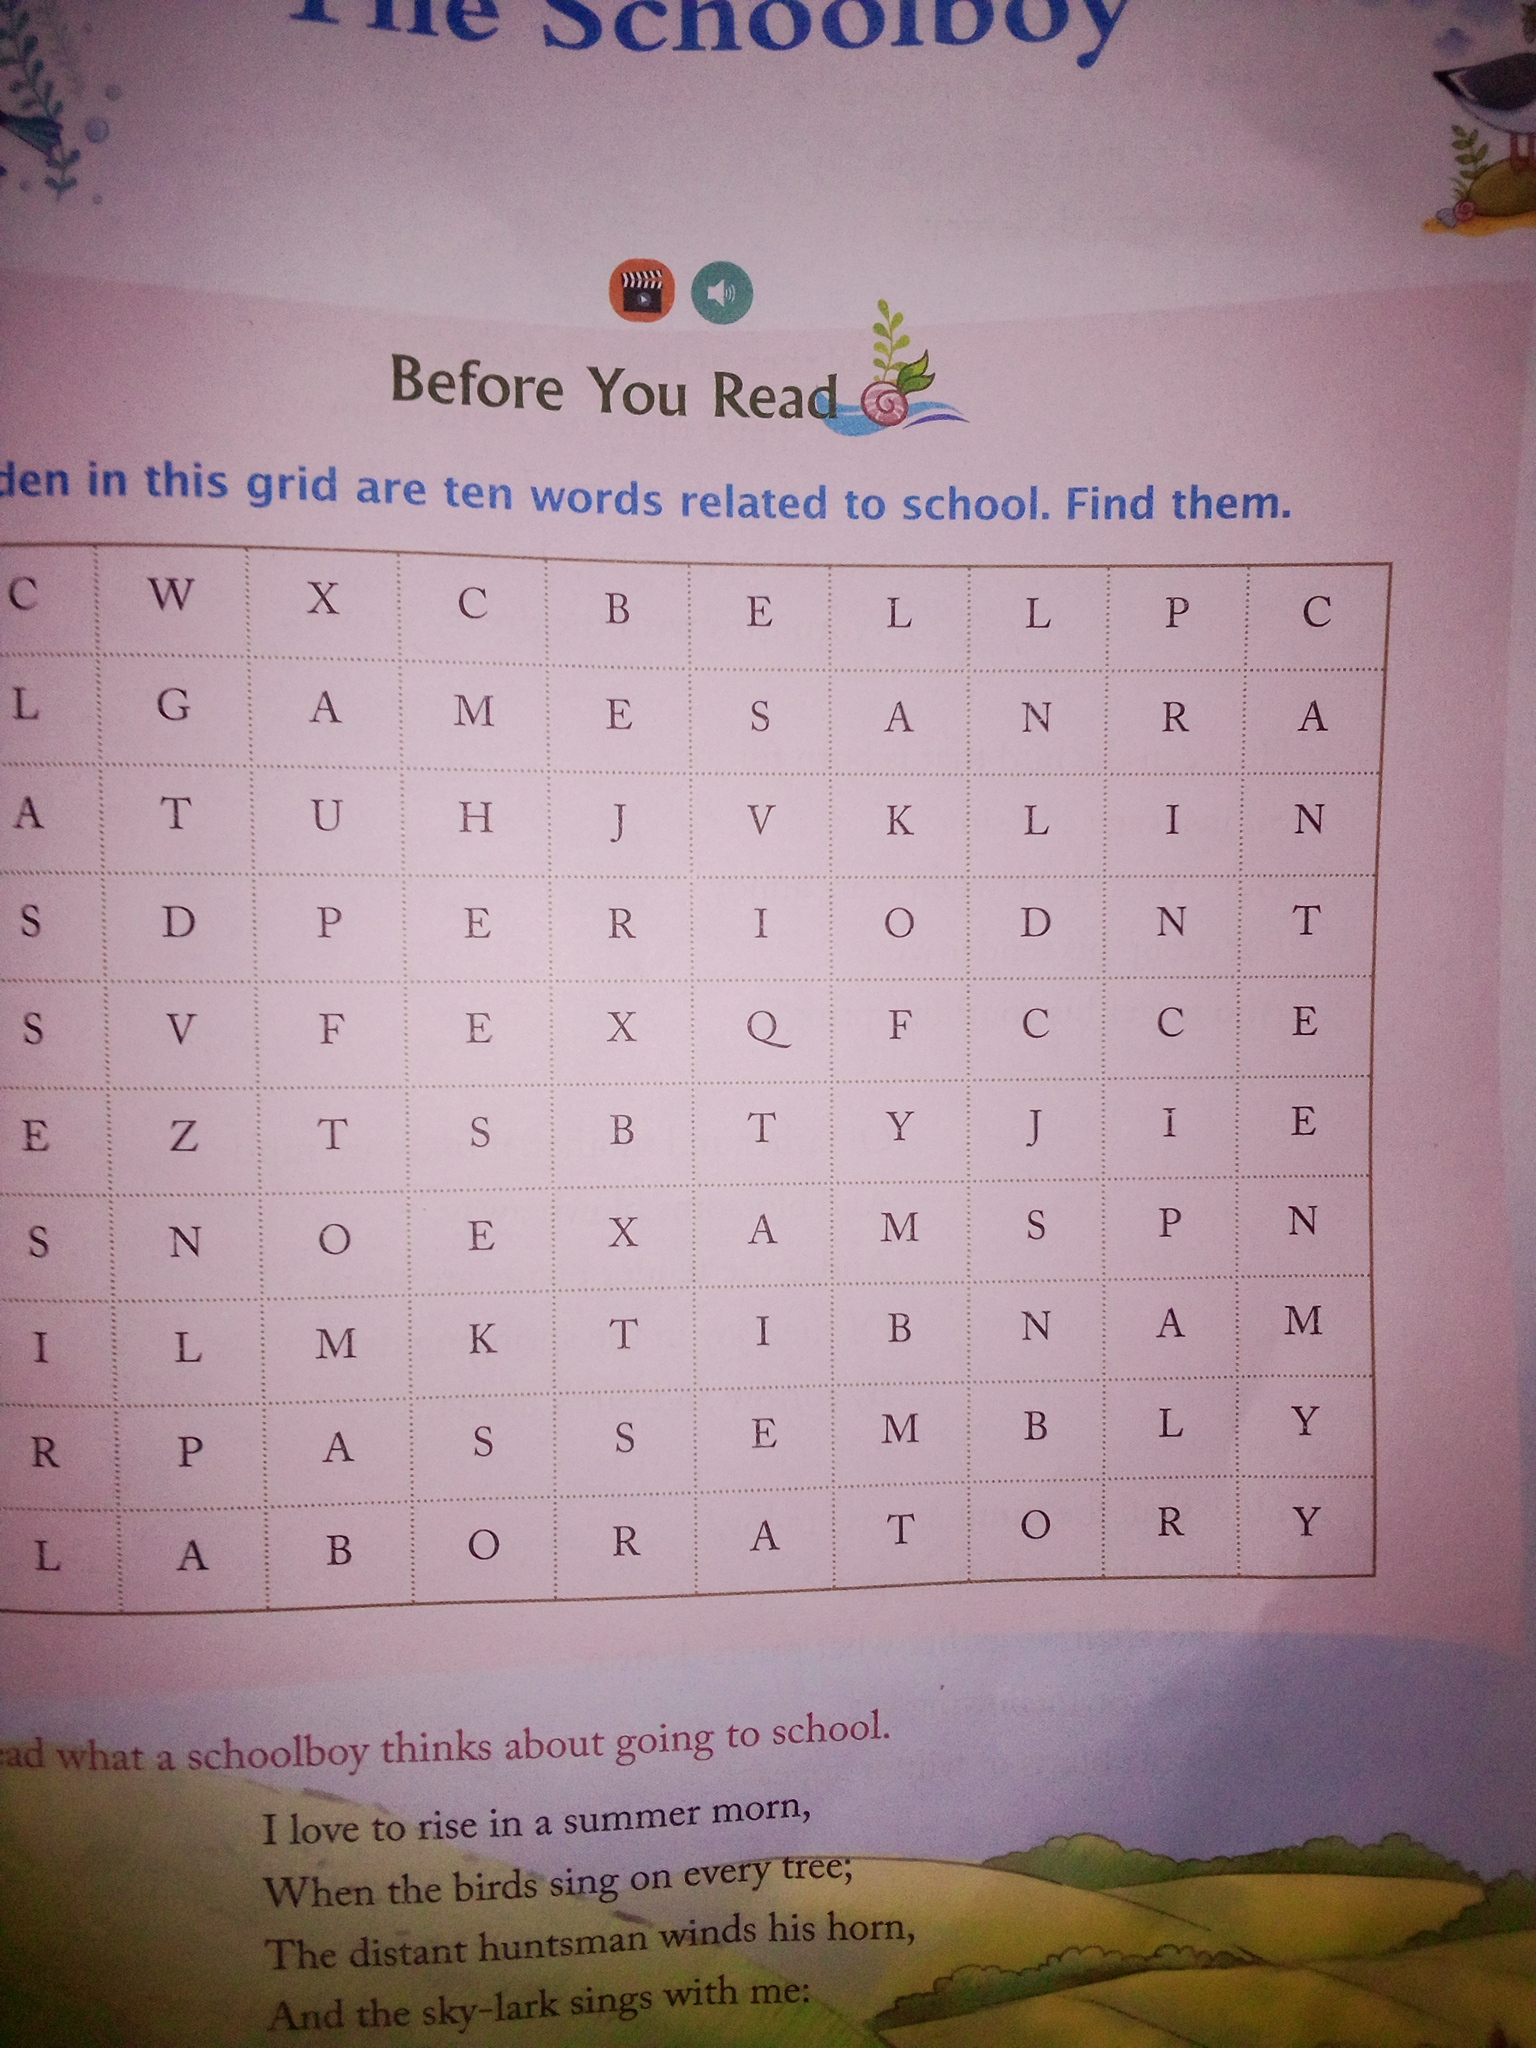 The Schoolboy
Before You Read
in this grid are ten words related to school. Find them.
C W X C B E L L P C
L G A M E S A N R A
A T U H J V K L I N
S D P E R I O D N T
S V F E X Q F C C E
E Z T S B T Y J I E
S N O E X A M S P N
I L M K T I B N A M
R P A S S E M B L Y
L A B O R A T O R Y
what a schoolboy thinks about going to school.
I love to rise in a summer morn,
When the birds sing on every tree;
The distant huntsman winds his horn,
And the sky-lark sings with me: